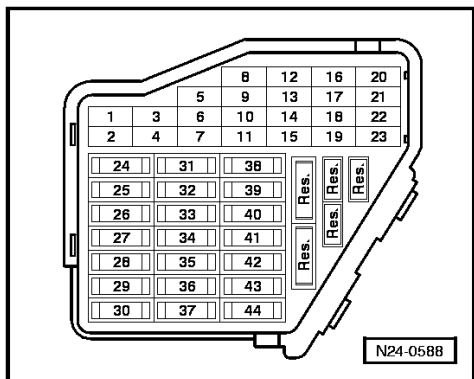 8 12 16 20
5 9 13 17 21
1 3 6 10 14 18 22
2 4 7 11 15 19 23
24 31 38
25 32 39
26 33 40
27 34 41
28 35 42
29 36 43
30 37 44
Res. Res. Res.
Res. Res.
N24-0588